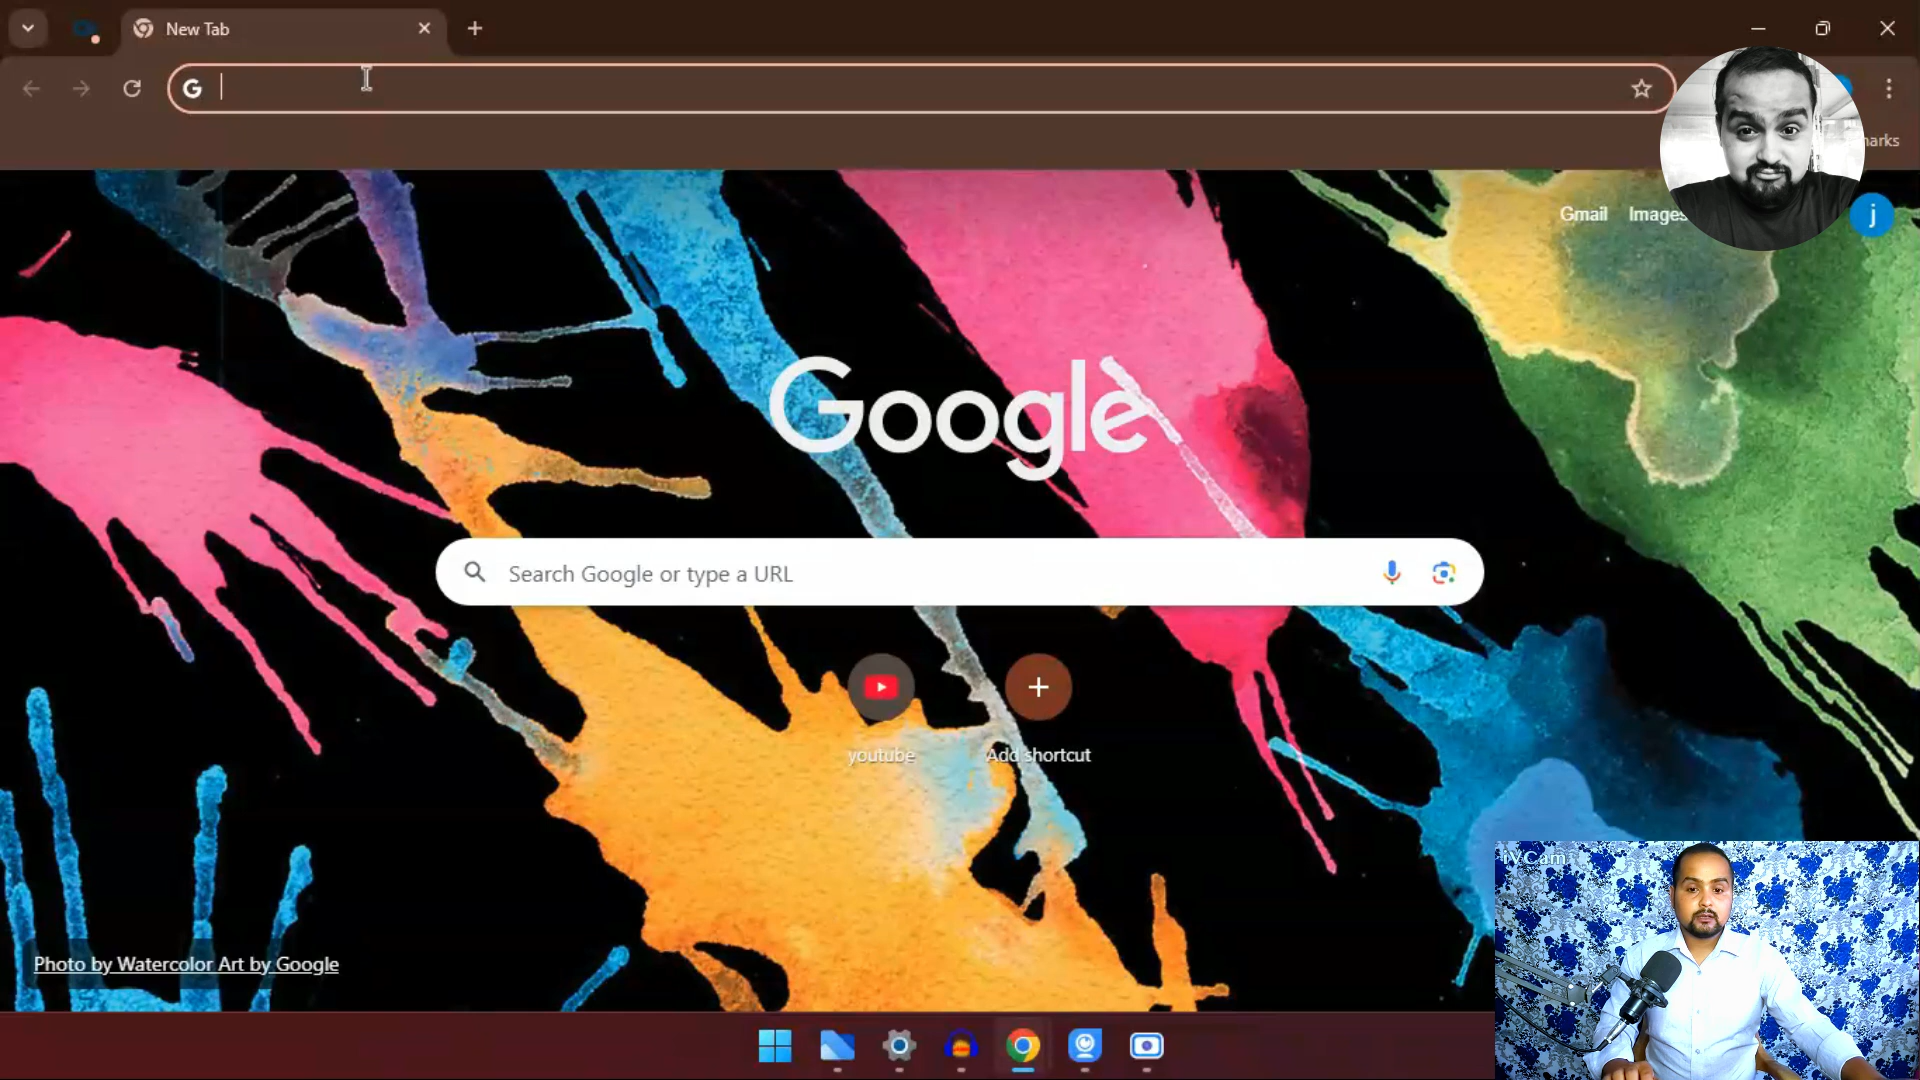 New Tab
marks
Gmail Images
j
Google
Search Google or type a URL
youtube
Add shortcut
iVCam
Photo by Watercolor Art by Google